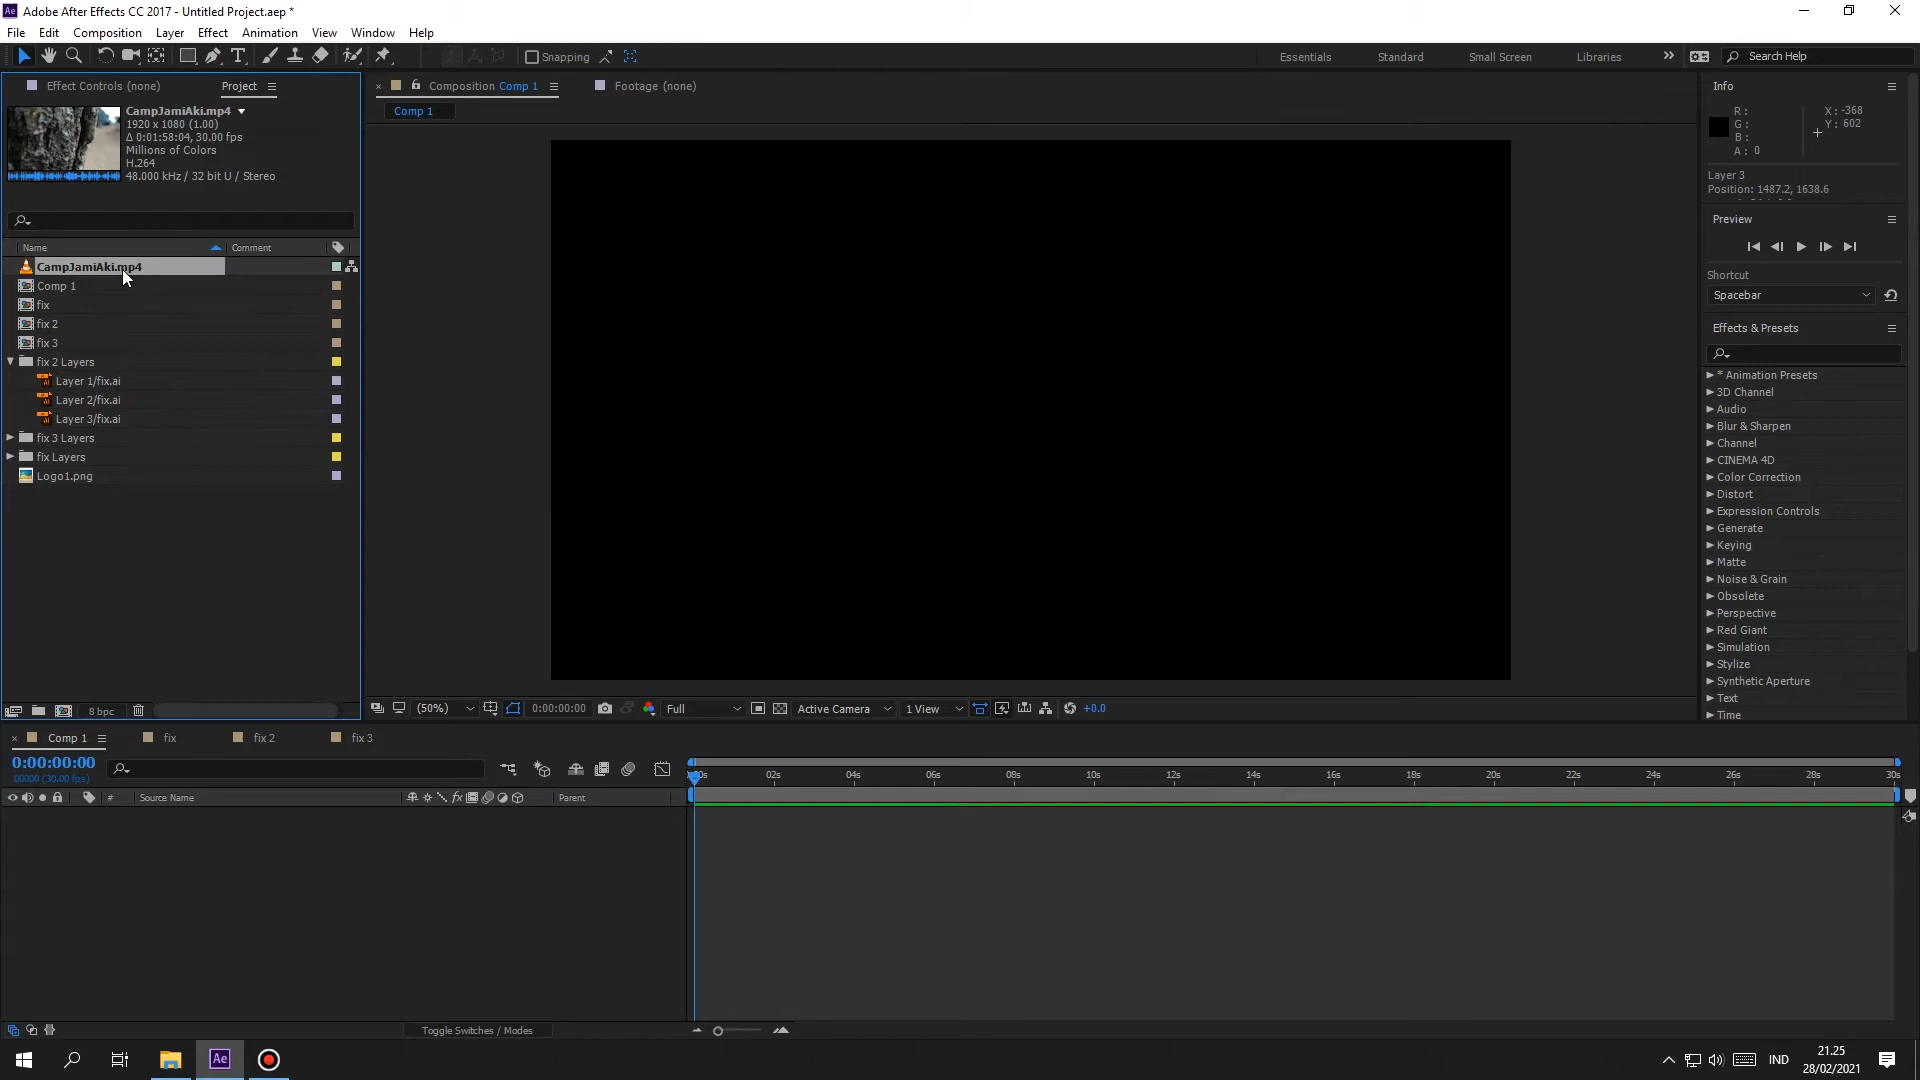 Adobe After Effects CC 2017 - Untitled Project.aep *
File Edit Composition Layer Effect Animation View Window Help
Snapping
Essentials Standard Small Screen Libraries Search Help
Effect Controls (none) Project
CampJamiAki.mp4
1920 x 1080 (1.00)
Δ 0:01:58:04, 30.00 fps
Millions of Colors
H.264
48.000 kHz / 32 bit U / Stereo
Name Comment
CampJamiAki.mp4
Comp 1
fix
fix 2
fix 3
fix 2 Layers
Layer 1/fix.ai
Layer 2/fix.ai
Layer 3/fix.ai
fix 3 Layers
fix Layers
Logo1.png
8 bpc
Composition Comp 1 Footage (none)
Comp 1
(50%) 0:00:00:00 Full Active Camera 1 View +0.0
Info
R :
G :
B :
A : 0
X : -368
Y : 602
Layer 3
Position: 1487.2, 1638.6
Preview
Shortcut
Spacebar
Effects & Presets
* Animation Presets
3D Channel
Audio
Blur & Sharpen
Channel
CINEMA 4D
Color Correction
Distort
Expression Controls
Generate
Keying
Matte
Noise & Grain
Obsolete
Perspective
Red Giant
Simulation
Stylize
Synthetic Aperture
Text
Time
Comp 1 fix fix 2 fix 3
0:00:00:00
00000 (30.00 fps)
# Source Name fx Parent
02s 04s 06s 08s 10s 12s 14s 16s 18s 20s 22s 24s 26s 28s 30s
Toggle Switches / Modes
Ae
IND
21.25
28/02/2021